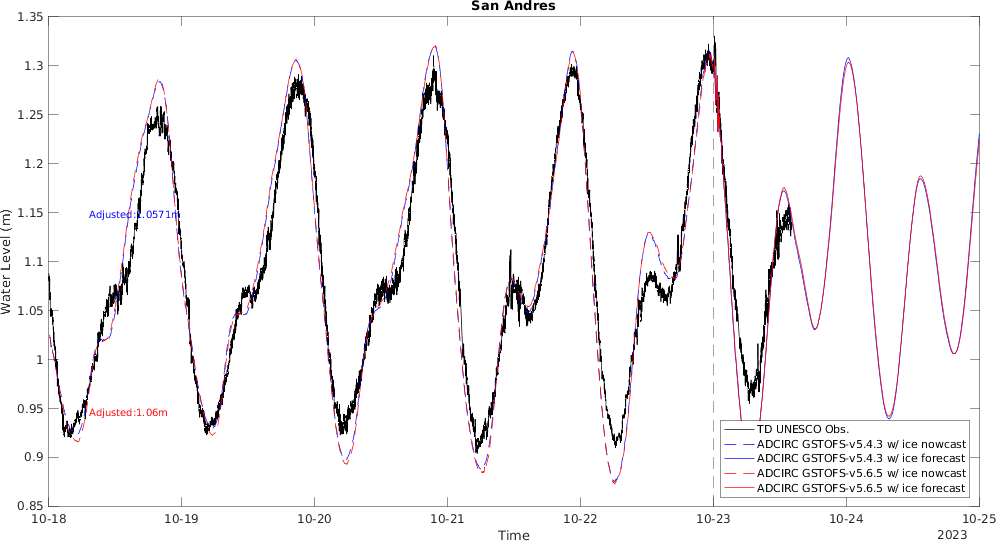 San Andres
1.35
1.3
1.25
1.2
1.15
1.1
1.05
1
0.95
0.9
0.85
Water Level (m)
Adjusted:1.0571m
Adjusted:1.06m
TD UNESCO Obs.
ADCIRC GSTOFS-v5.4.3 w/ ice nowcast
ADCIRC GSTOFS-v5.4.3 w/ ice forecast
ADCIRC GSTOFS-v5.6.5 w/ ice nowcast
ADCIRC GSTOFS-v5.6.5 w/ ice forecast
10-18 10-19 10-20 10-21 10-22 10-23 10-24 10-25
Time
2023